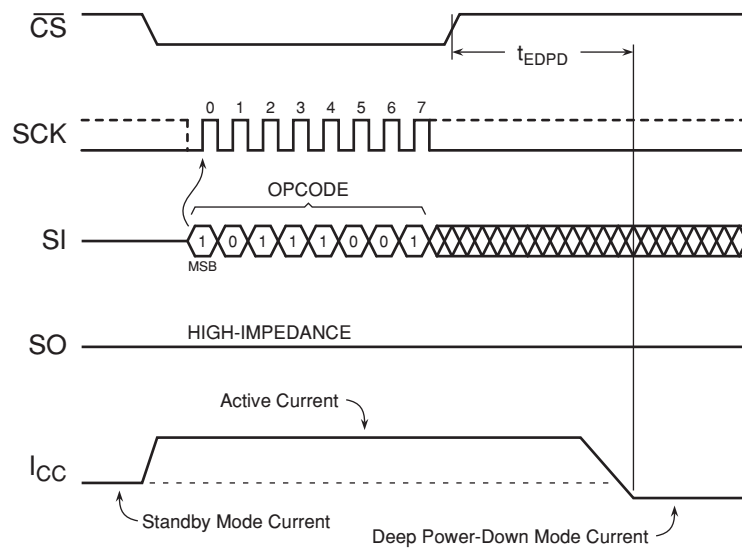 CS
tEDPD
0 1 2 3 4 5 6 7
SCK
OPCODE
SI
1 0 1 1 1 0 0 1
MSB
HIGH-IMPEDANCE
SO
Active Current
ICC
Standby Mode Current
Deep Power-Down Mode Current